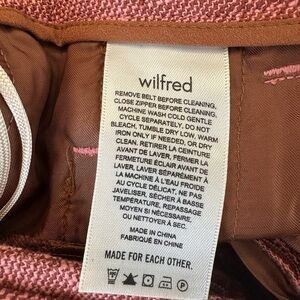 wilfred
REMOVE BELT BEFORE CLEANING,
CLOSE ZIPPER BEFORE CLEANING.
MACHINE WASH COLD GENTLE
CYCLE SEPARATELY. DO NOT
BLEACH, TUMBLE DRY LOW, WARM
IRON ONLY IF NEEDED, OR DRY
CLEAN. RETIRER LA CEINTURE
AVANT DE LAVER, FERMER LA
FERMETURE ÉCLAIR AVANT DE
LAVER, LAVER SÉPARÉMENT À
LA MACHINE À L'EAU FRAIDE
AU CYCLE DÉLICAT. NE PAS
JAVELISER. SÉCHER À BASSE
TEMPÉRATURE, REPASSAGE
MOYEN SI NÉCESSAIRE,
OU NETTOYER À SEC.
MADE IN CHINA
FABRIQUÉ EN CHINE
MADE FOR EACH OTHER.